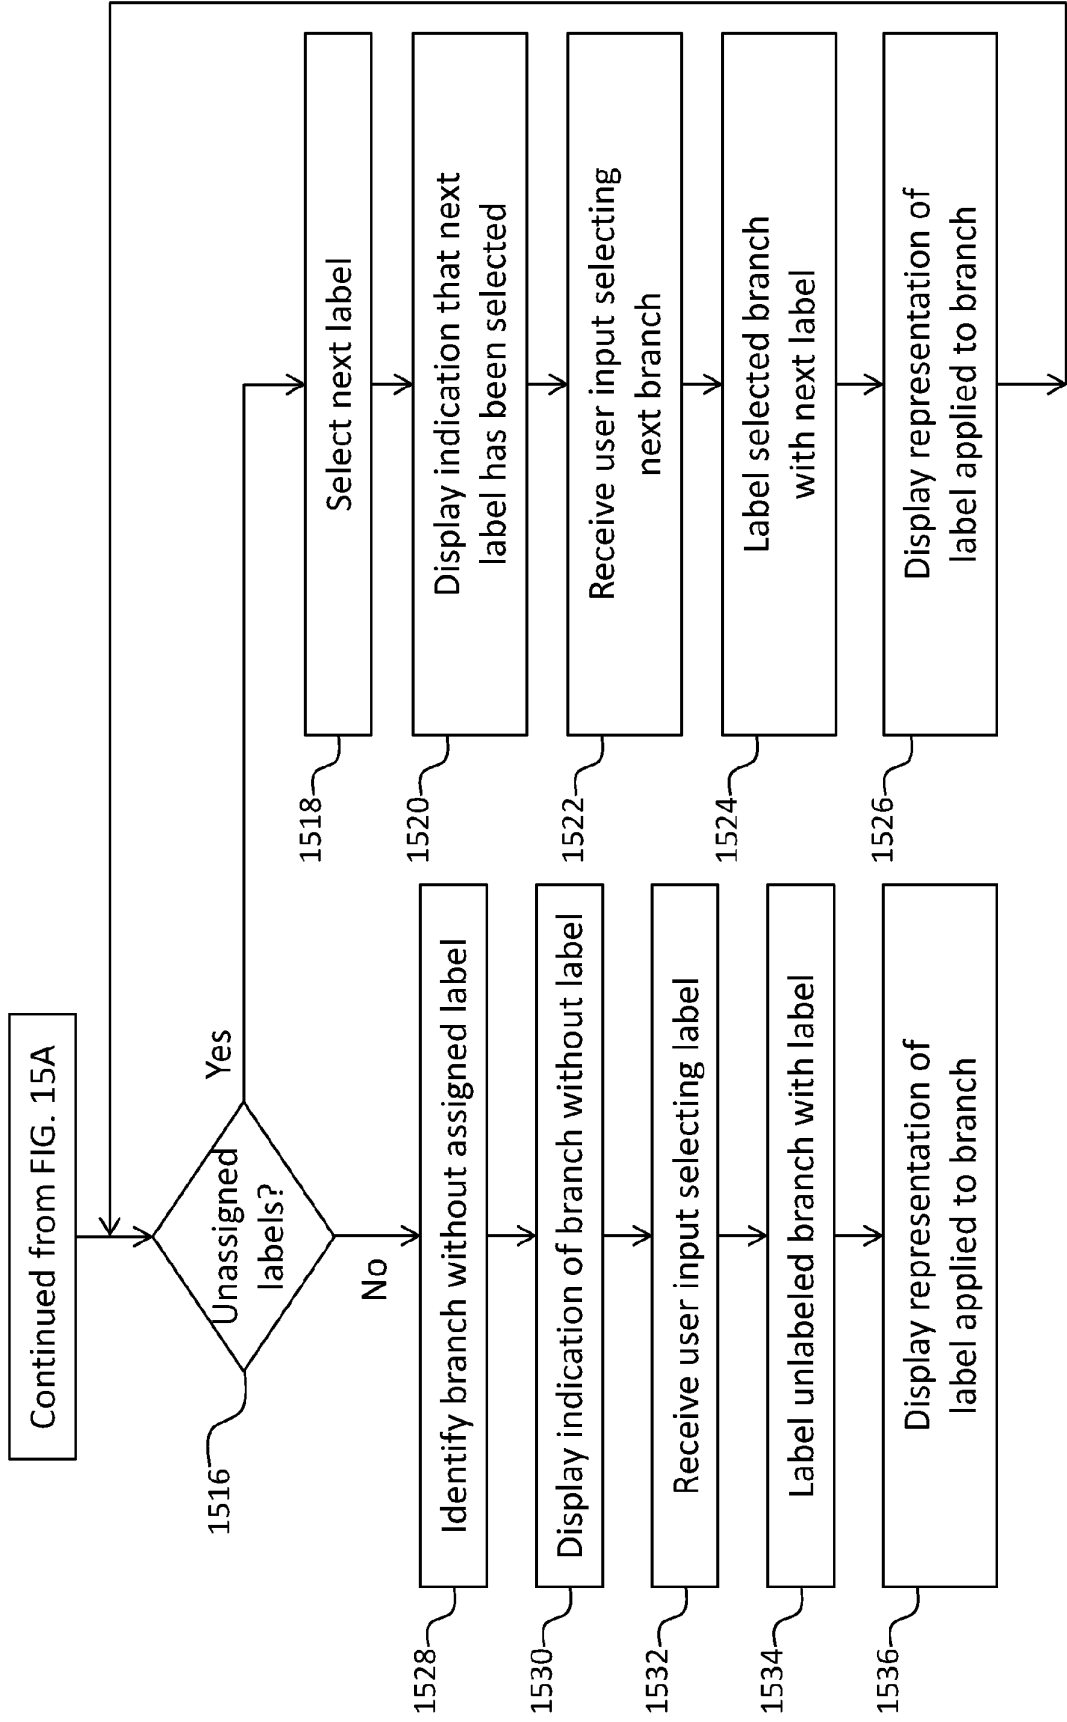 Continued from FIG. 15A
Unassigned
labels?
1516
Yes
No
1528
Identify branch without assigned label
1530
Display indication of branch without label
1532
Receive user input selecting label
1534
Label unlabeled branch with label
1536
Display representation of
label applied to branch
1518
Select next label
1520
Display indication that next
label has been selected
1522
Receive user input selecting
next branch
1524
Label selected branch
with next label
1526
Display representation of
label applied to branch